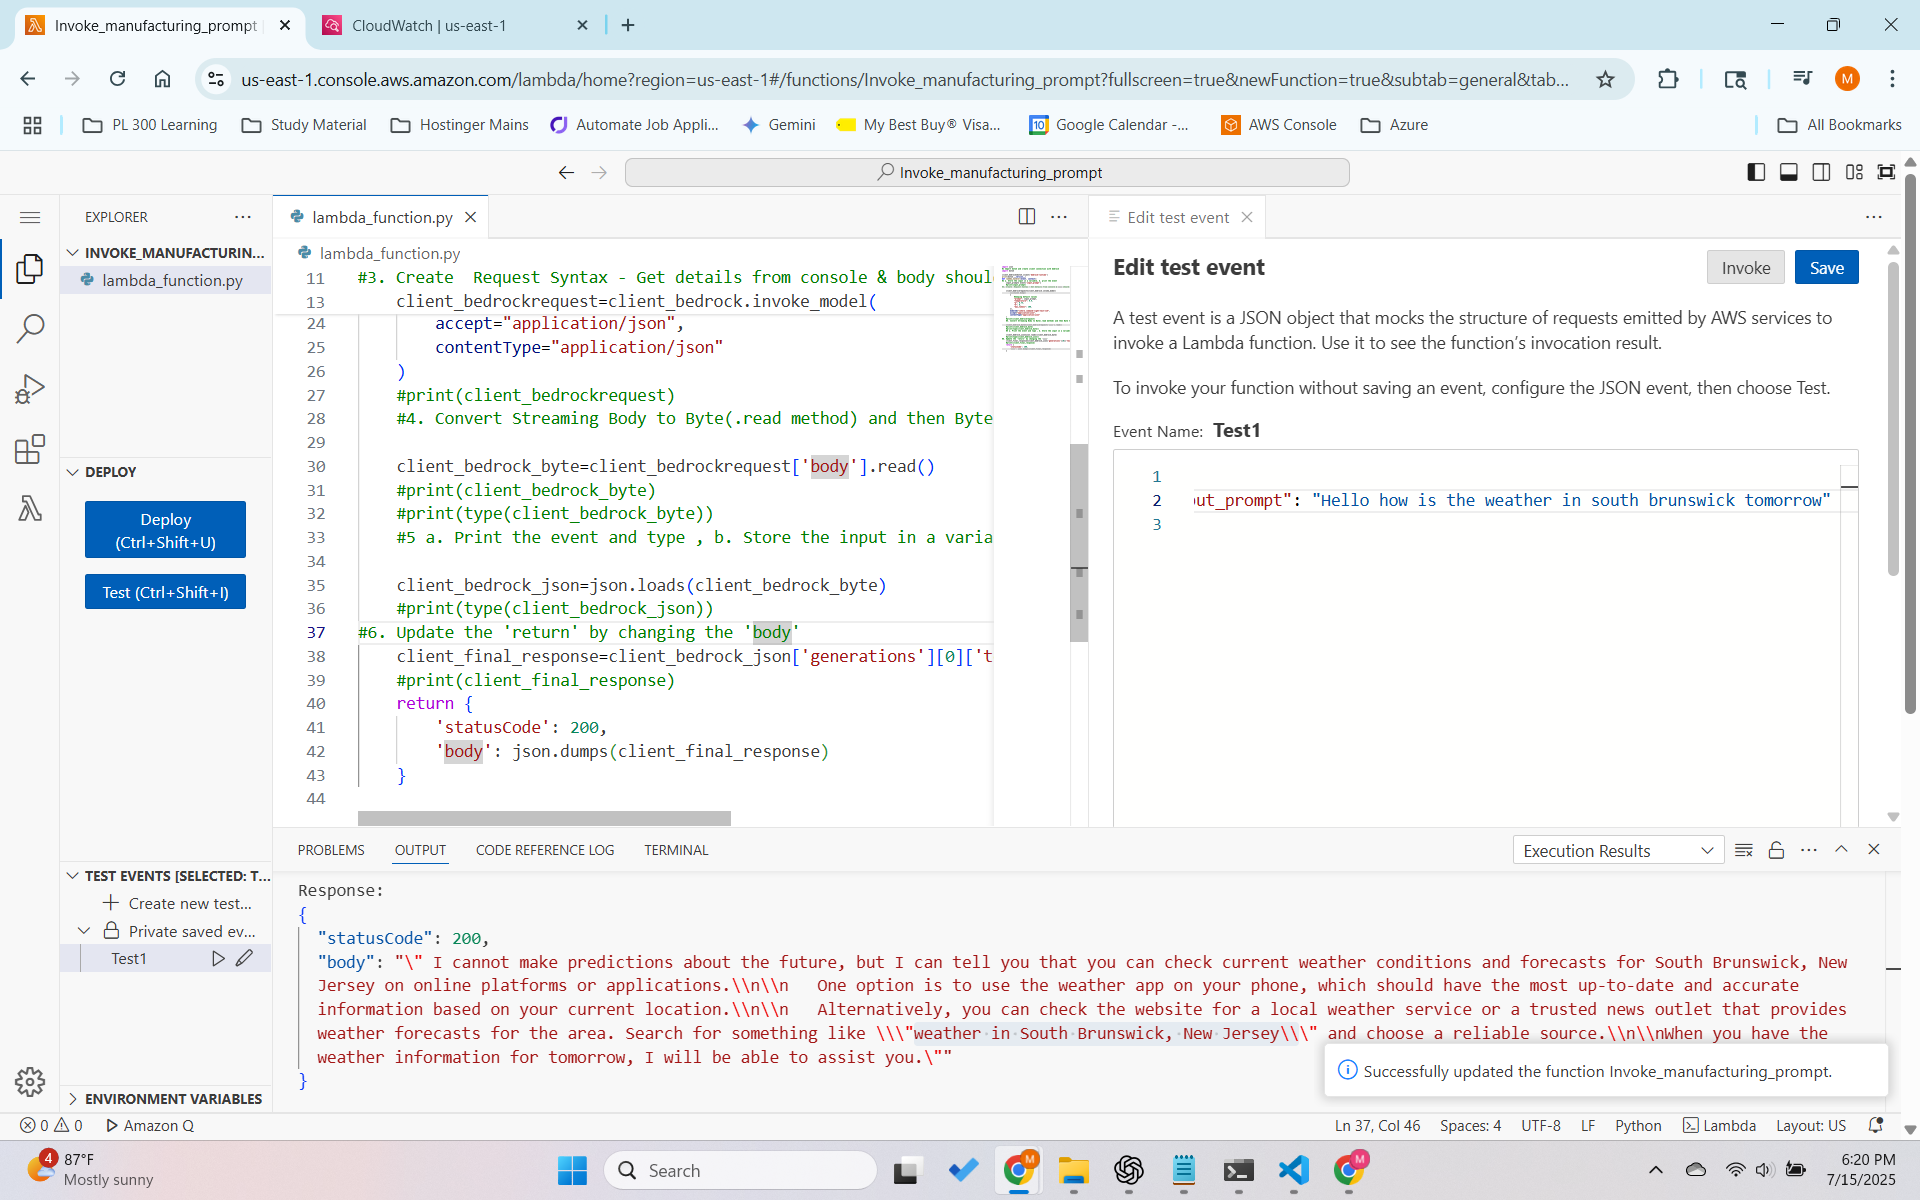 Invoke_manufacturing_prompt
CloudWatch | us-east-1
us-east-1.console.aws.amazon.com/lambda/home?region=us-east-1#/functions/Invoke_manufacturing_prompt?fullscreen=true&newFunction=true&subtab=general&tab...
M
PL 300 Learning
Study Material
Hostinger Mains
Automate Job Appli...
Gemini
My Best Buy® Visa...
Google Calendar -...
AWS Console
Azure
All Bookmarks
Invoke_manufacturing_prompt
EXPLORER
INVOKE_MANUFACTURIN...
lambda_function.py
DEPLOY
Deploy
(Ctrl+Shift+U)
Test (Ctrl+Shift+I)
TEST EVENTS [SELECTED: T...
Create new test...
Private saved ev...
Test1
ENVIRONMENT VARIABLES
lambda_function.py
lambda_function.py
11 #3. Create  Request Syntax - Get details from console & body shoul
13 client_bedrockrequest=client_bedrock.invoke_model(
24 accept="application/json",
25 contentType="application/json"
26 )
27 #print(client_bedrockrequest)
28 #4. Convert Streaming Body to Byte(.read method) and then Byte
29
30 client_bedrock_byte=client_bedrockrequest['body'].read()
31 #print(client_bedrock_byte)
32 #print(type(client_bedrock_byte))
33 #5 a. Print the event and type , b. Store the input in a varia
34
35 client_bedrock_json=json.loads(client_bedrock_byte)
36 #print(type(client_bedrock_json))
37 #6. Update the 'return' by changing the 'body'
38 client_final_response=client_bedrock_json['generations'][0]['t
39 #print(client_final_response)
40 return {
41 'statusCode': 200,
42 'body': json.dumps(client_final_response)
43 }
44
Edit test event
Edit test event
Invoke
Save
A test event is a JSON object that mocks the structure of requests emitted by AWS services to
invoke a Lambda function. Use it to see the function's invocation result.
To invoke your function without saving an event, configure the JSON event, then choose Test.
Event Name: Test1
1
2 ut_prompt": "Hello how is the weather in south brunswick tomorrow"
3
PROBLEMS
OUTPUT
CODE REFERENCE LOG
TERMINAL
Execution Results
Response:
{
"statusCode": 200,
"body": "\" I cannot make predictions about the future, but I can tell you that you can check current weather conditions and forecasts for South Brunswick, New
Jersey on online platforms or applications.\\n\\n   One option is to use the weather app on your phone, which should have the most up-to-date and accurate
information based on your current location.\\n\\n   Alternatively, you can check the website for a local weather service or a trusted news outlet that provides
weather forecasts for the area. Search for something like \\\"weather in South Brunswick, New Jersey\\\" and choose a reliable source.\\n\\nWhen you have the
weather information for tomorrow, I will be able to assist you.\""
}
Successfully updated the function Invoke_manufacturing_prompt.
0 0
Amazon Q
Ln 37, Col 46
Spaces: 4
UTF-8
LF
Python
Lambda
Layout: US
4
87°F
Mostly sunny
Search
M
M
6:20 PM
7/15/2025